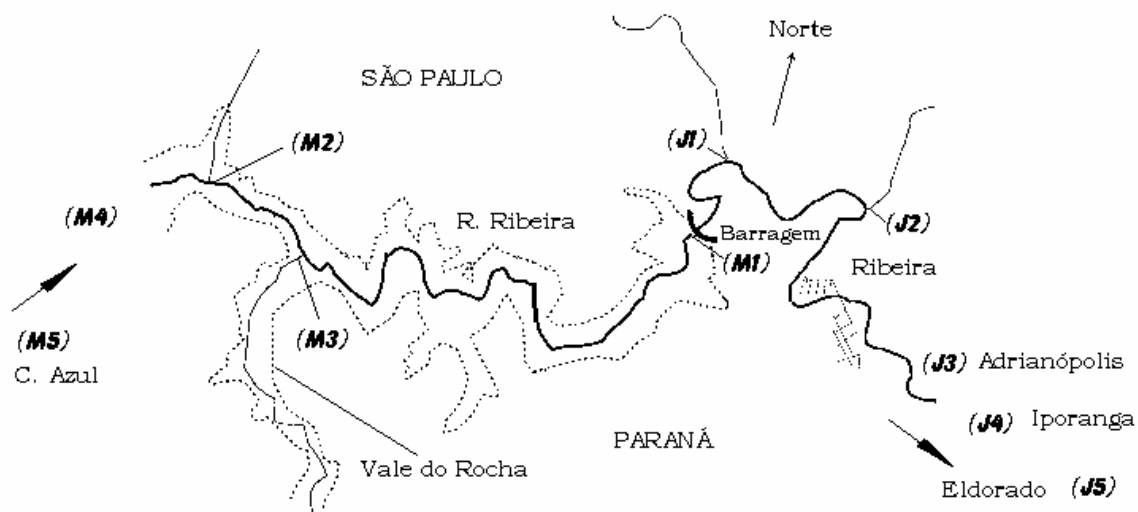 Norte
SÃO PAULO
(M2)
(J1)
(M4)
R. Ribeira
Barragem
(J2)
(M1)
Ribeira
(M5)
(M3)
C. Azul
(J3) Adrianópolis
(J4) Iporanga
PARANÁ
Vale do Rocha
Eldorado (J5)